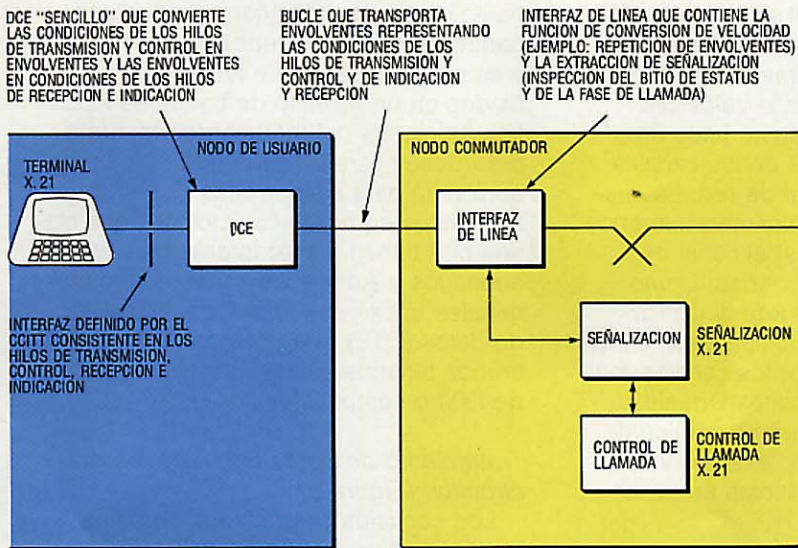 DCE "SENCILLO" QUE CONVIERTE
LAS CONDICIONES DE LOS HILOS
DE TRANSMISION Y CONTROL EN
ENVOLVENTES Y LAS ENVOLVENTES
EN CONDICIONES DE LOS HILOS
DE RECEPCION E INDICACION
BUCLE QUE TRANSPORTA
ENVOLVENTES REPRESENTANDO
LAS CONDICIONES DE LOS
HILOS DE TRANSMISION Y
CONTROL Y DE INDICACION
Y RECEPCION
INTERFAZ DE LINEA QUE CONTIENE LA
FUNCION DE CONVERSION DE VELOCIDAD
(EJEMPLO: REPETICION DE ENVOLVENTES)
Y LA EXTRACCION DE SEÑALIZACION
(INSPECCION DEL BITIO DE ESTATUS
Y DE LA FASE DE LLAMADA)
NODO DE USUARIO
TERMINAL
X.21
DCE
INTERFAZ DEFINIDO POR EL
CCITT CONSISTENTE EN LOS
HILOS DE TRANSMISION,
CONTROL, RECEPCION E
INDICACION
NODO CONMUTADOR
INTERFAZ
DE LINEA
SEÑALIZACION
SEÑALIZACION
X.21
CONTROL DE
LLAMADA
CONTROL DE
LLAMADA
X.21